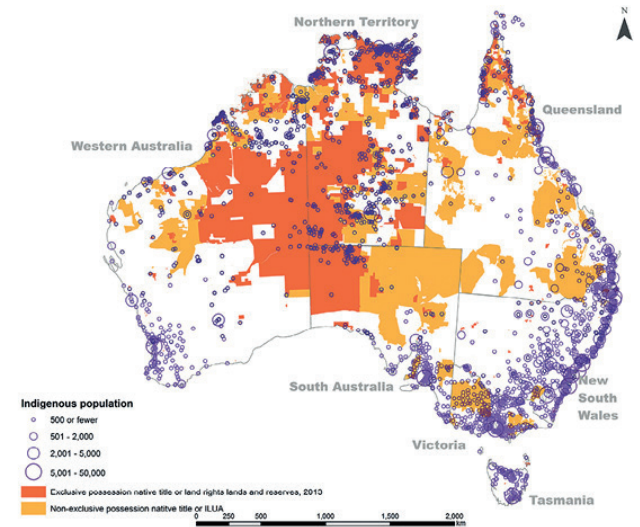 N
Northern Territory
Queensland
Western Australia
South Australia
New
South
Wales
Victoria
Tasmania
Indigenous population
500 or fewer
501 - 2,000
2,001 - 5,000
5,001 - 50,000
Exclusive possession native title or land rights lands and reserves, 2013
Non-exclusive possession native title or ILUA
0 250 500 1,000 1,500 2,000
km